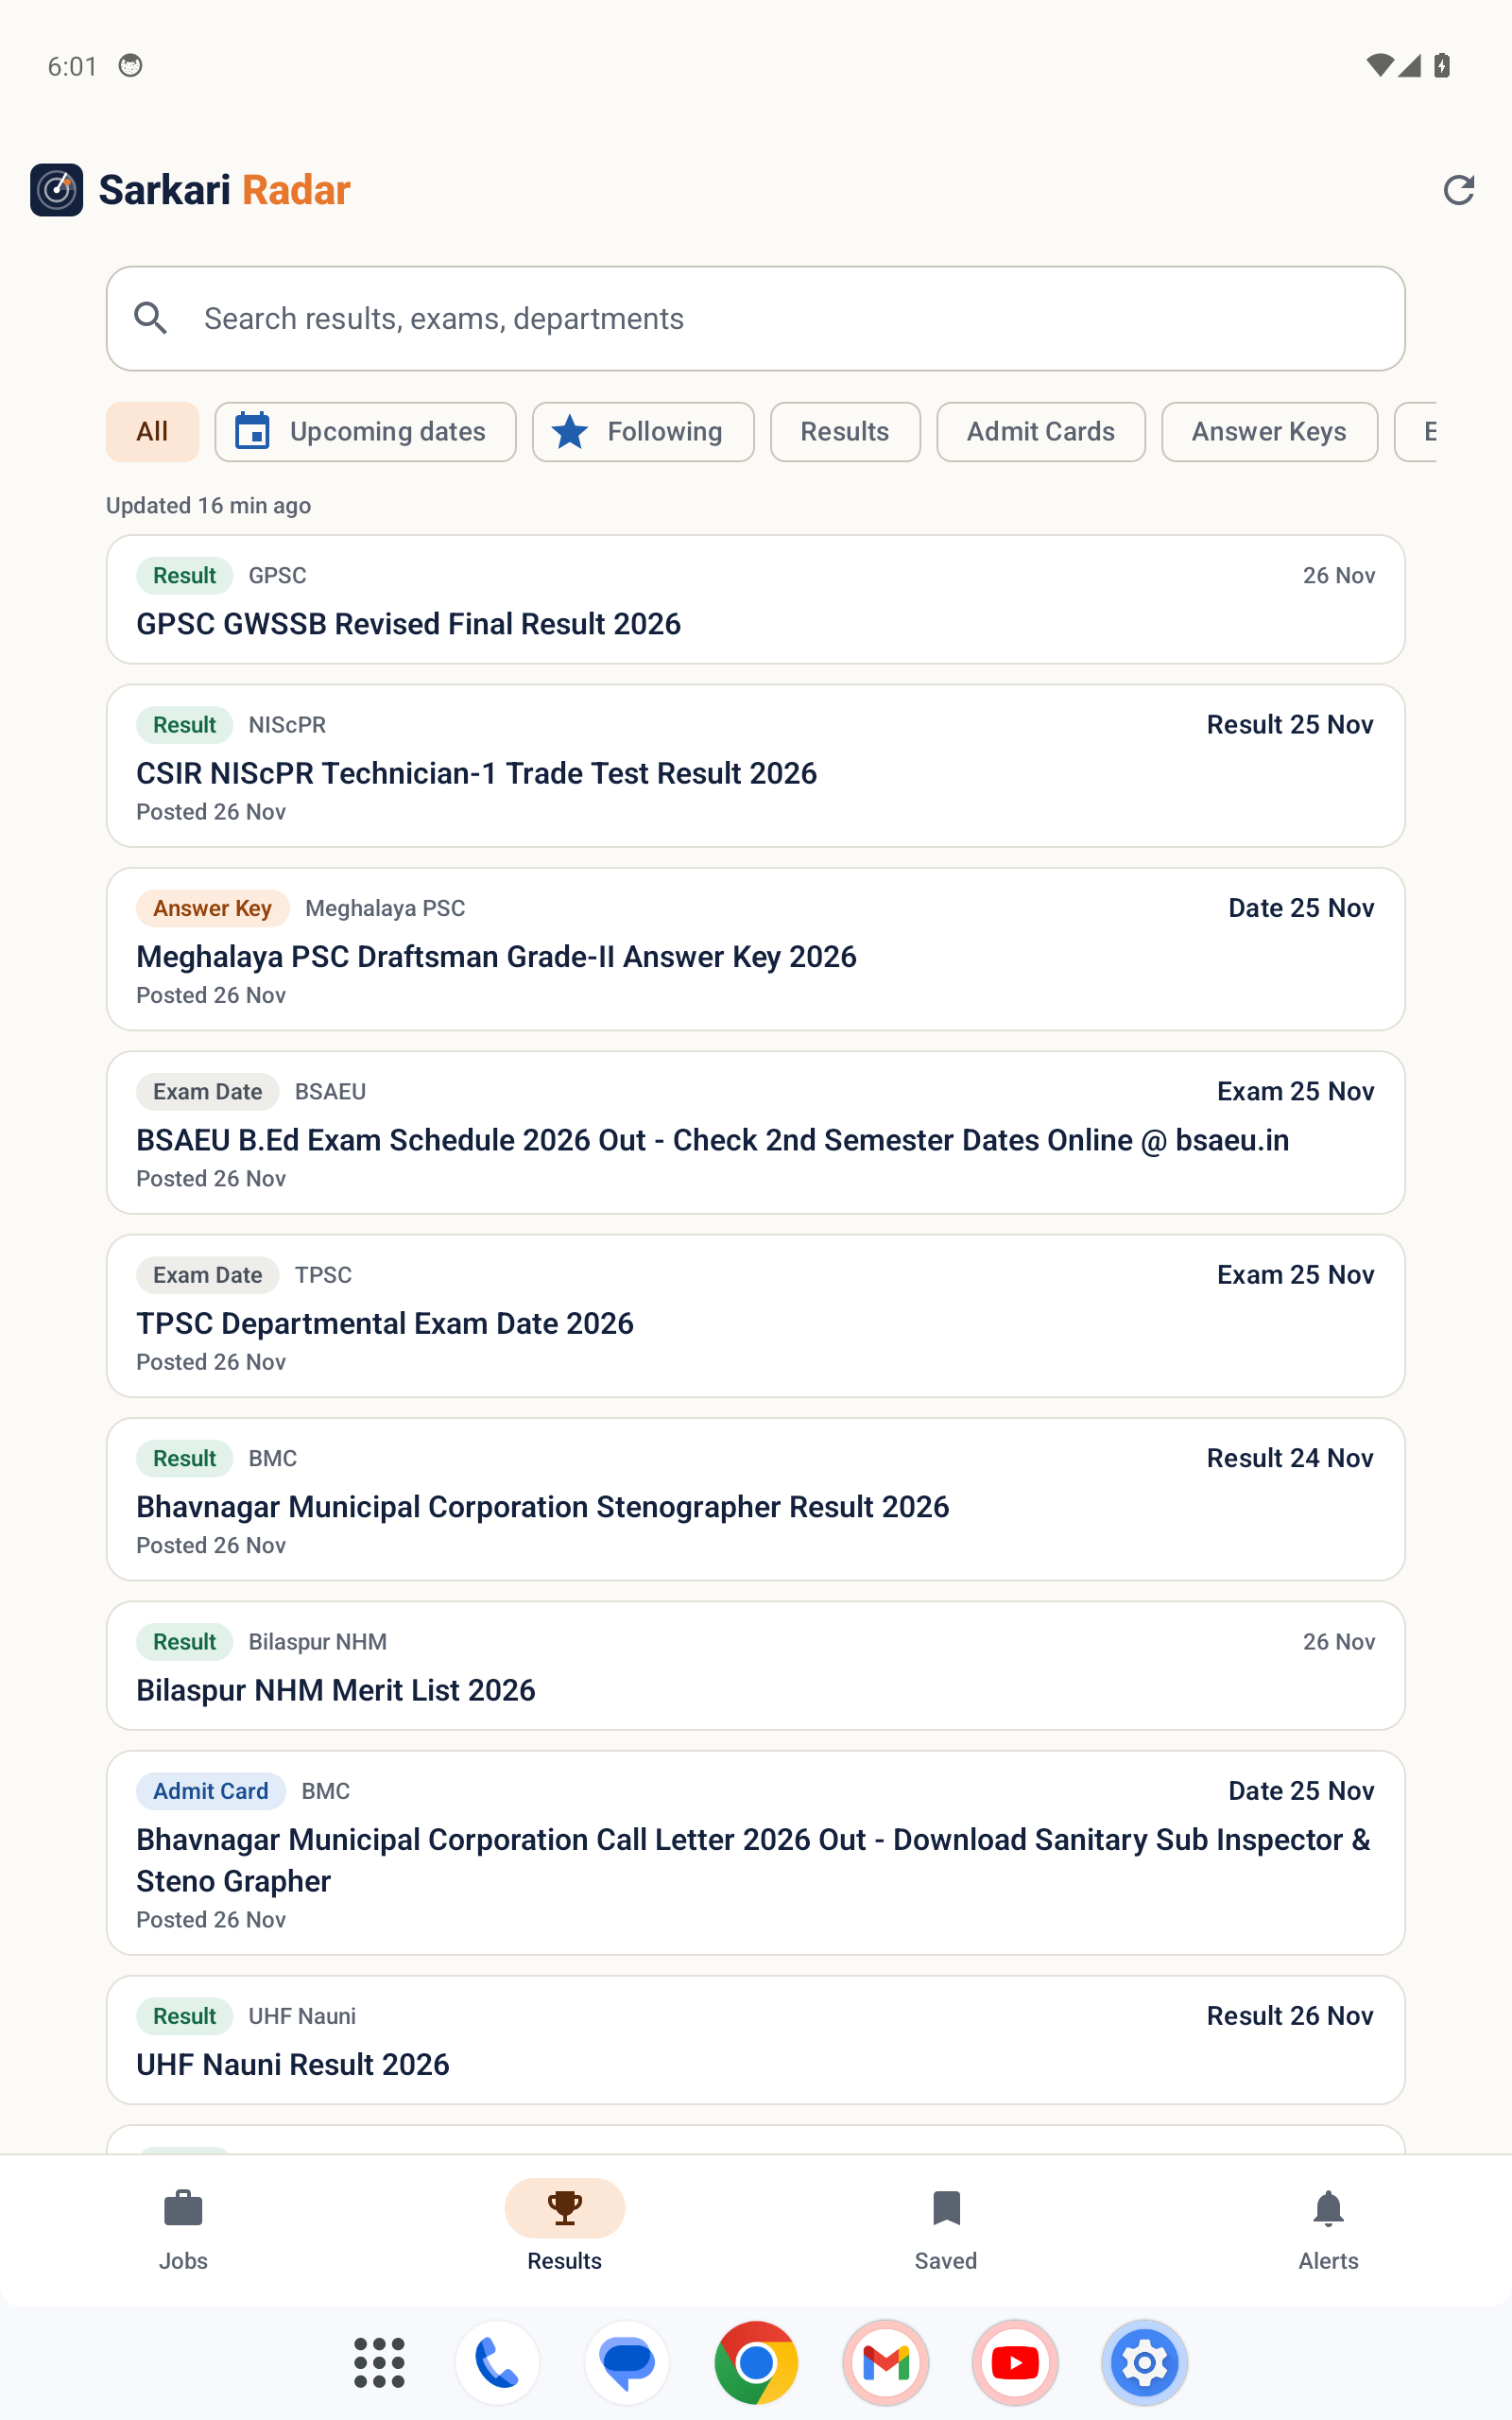 6:01
Sarkari Radar
Search results, exams, departments
All Upcoming dates Following Results Admit Cards Answer Keys E
Updated 16 min ago
Result GPSC 26 Nov
GPSC GWSSB Revised Final Result 2026
Result NIScPR Result 25 Nov
CSIR NIScPR Technician-1 Trade Test Result 2026
Posted 26 Nov
Answer Key Meghalaya PSC Date 25 Nov
Meghalaya PSC Draftsman Grade-II Answer Key 2026
Posted 26 Nov
Exam Date BSAEU Exam 25 Nov
BSAEU B.Ed Exam Schedule 2026 Out - Check 2nd Semester Dates Online @ bsaeu.in
Posted 26 Nov
Exam Date TPSC Exam 25 Nov
TPSC Departmental Exam Date 2026
Posted 26 Nov
Result BMC Result 24 Nov
Bhavnagar Municipal Corporation Stenographer Result 2026
Posted 26 Nov
Result Bilaspur NHM 26 Nov
Bilaspur NHM Merit List 2026
Admit Card BMC Date 25 Nov
Bhavnagar Municipal Corporation Call Letter 2026 Out - Download Sanitary Sub Inspector &
Steno Grapher
Posted 26 Nov
Result UHF Nauni Result 26 Nov
UHF Nauni Result 2026
Jobs Results Saved Alerts